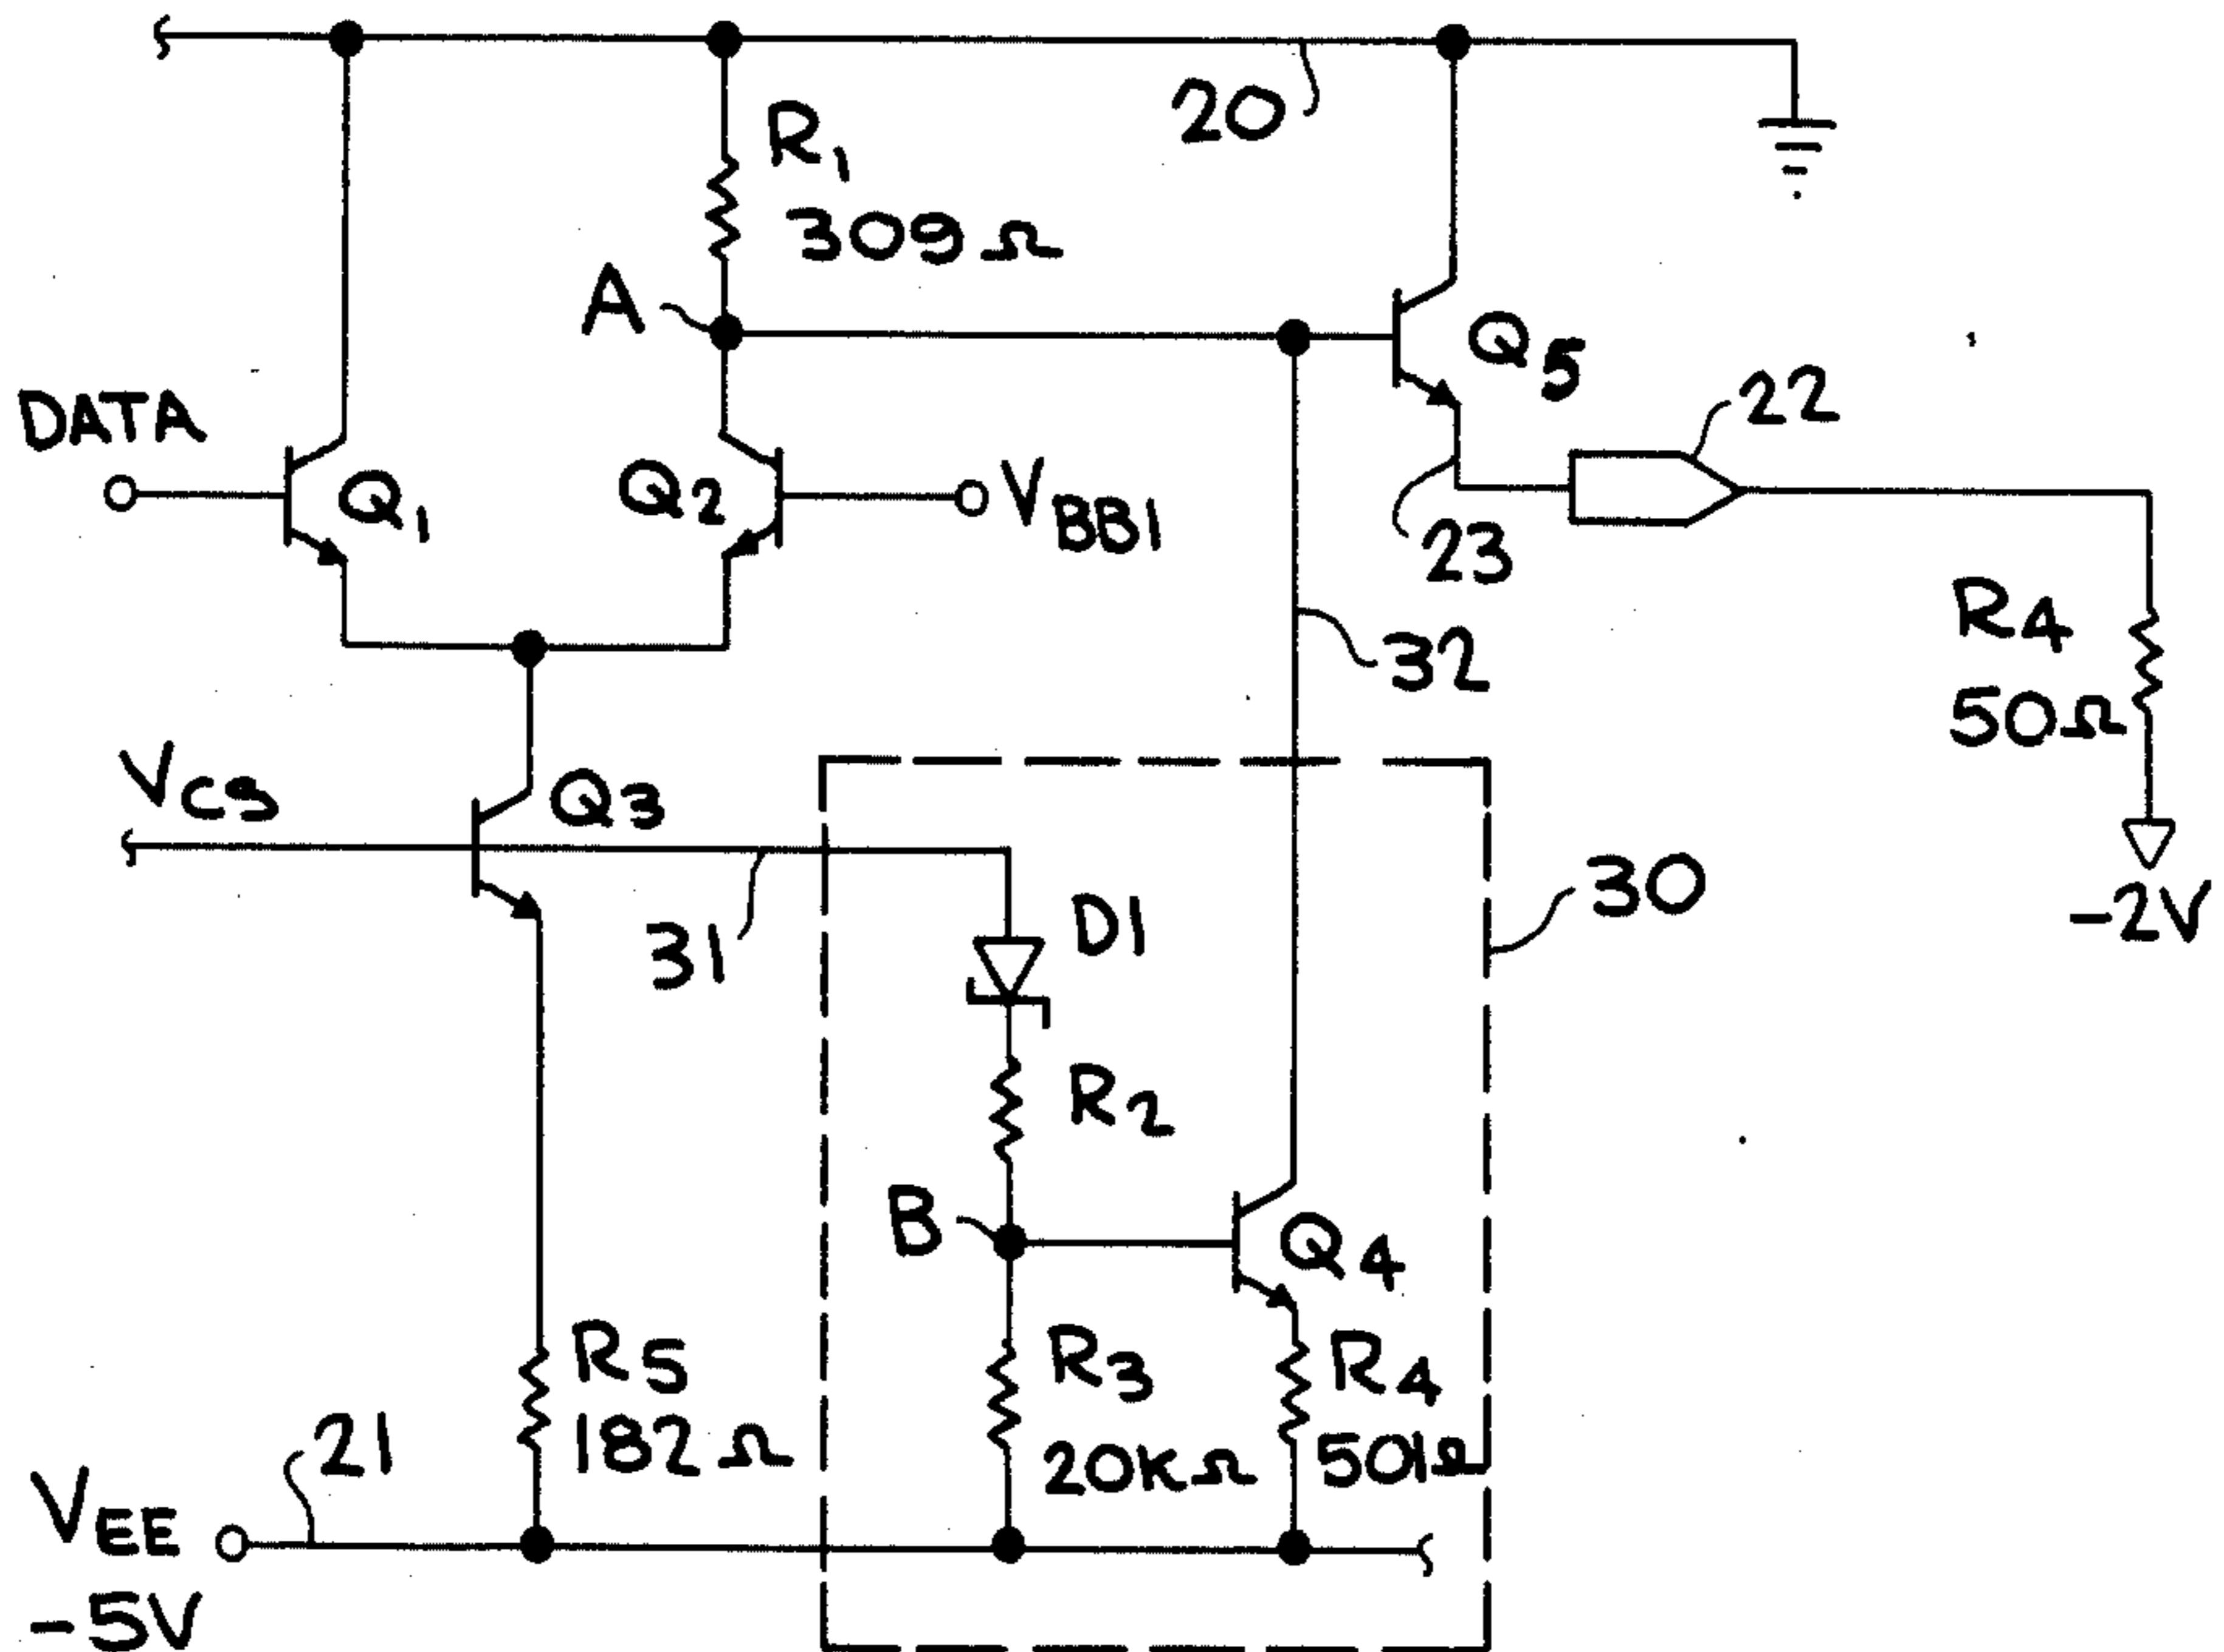 20
R1
309Ω
A
Q5
22
DATA
Q1
Q2
VBB1
23
R4
50Ω
-2V
32
VCS
Q3
30
31
D1
R2
B
Q4
R5
182Ω
R3
20KΩ
R4
501Ω
21
VEE
-5V